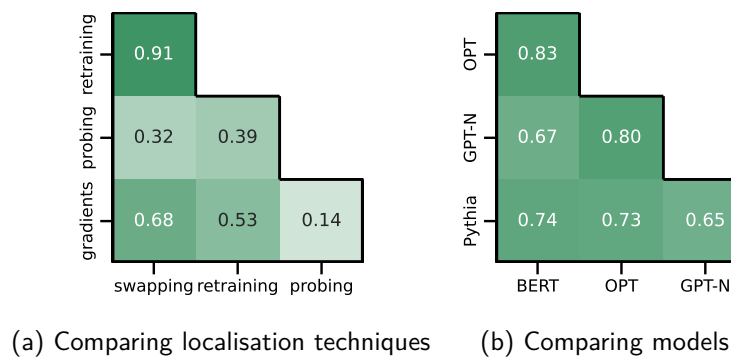 retraining
probing
gradients
0.91
0.32 0.39
0.68 0.53 0.14
swapping retraining probing
(a) Comparing localisation techniques
OPT
GPT-N
Pythia
0.83
0.67 0.80
0.74 0.73 0.65
BERT OPT GPT-N
(b) Comparing models